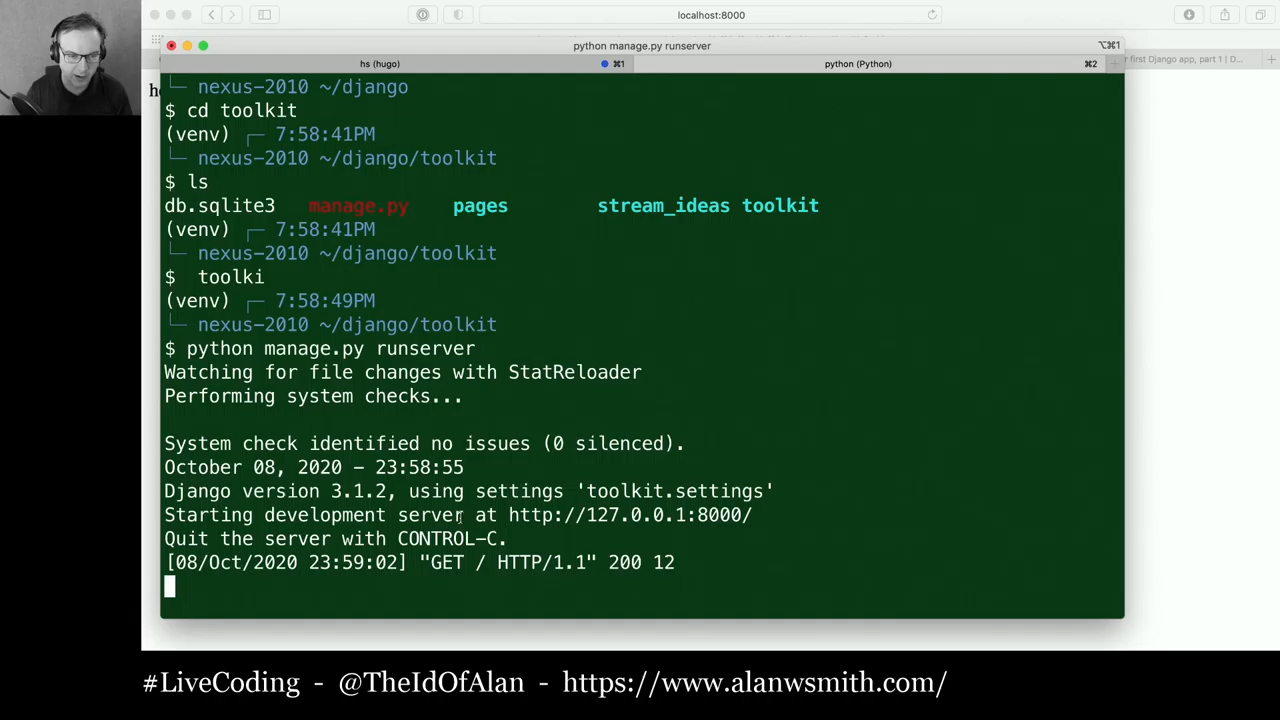 localhost:8000
python manage.py runserver
⌥⌘1
hs (hugo)
⌘1
python (Python)
⌘2
r first Django app, part 1 | D...
└─ nexus-2010 ~/django
$ cd toolkit
(venv) ┌─ 7:58:41PM
└─ nexus-2010 ~/django/toolkit
$ ls
db.sqlite3 manage.py pages stream_ideas toolkit
(venv) ┌─ 7:58:41PM
└─ nexus-2010 ~/django/toolkit
$ toolki
(venv) ┌─ 7:58:49PM
└─ nexus-2010 ~/django/toolkit
$ python manage.py runserver
Watching for file changes with StatReloader
Performing system checks...
System check identified no issues (0 silenced).
October 08, 2020 - 23:58:55
Django version 3.1.2, using settings 'toolkit.settings'
Starting development server at http://127.0.0.1:8000/
Quit the server with CONTROL-C.
[08/Oct/2020 23:59:02] "GET / HTTP/1.1" 200 12
#LiveCoding - @TheIdOfAlan - https://www.alanwsmith.com/